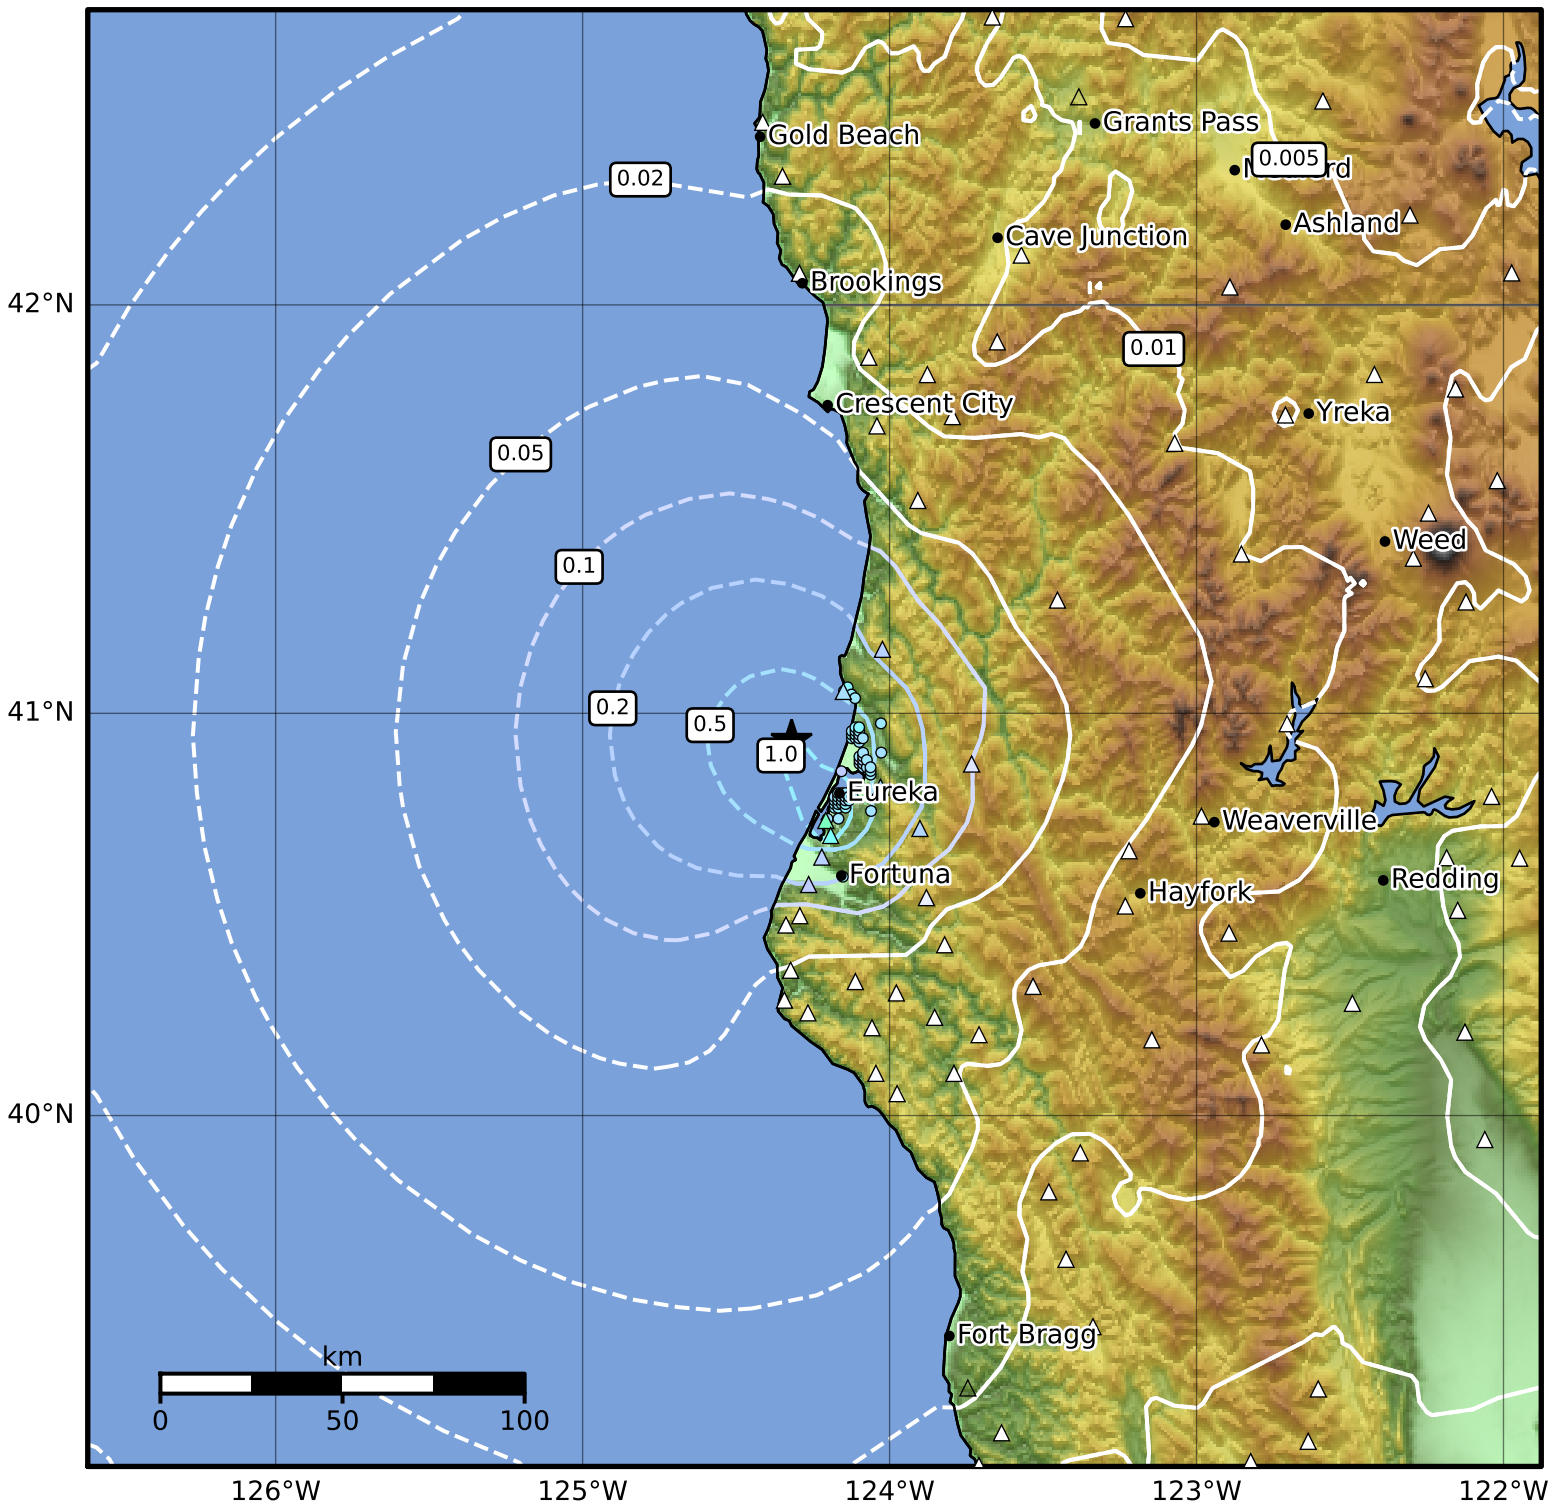 Gold Beach
Grants Pass
0.005
0.02
Cave Junction
Ashland
Brookings
42°N
0.01
Crescent City
Yreka
0.05
Weed
0.1
0.2
41°N
0.5
1.0
Eureka
Weaverville
Fortuna
Hayfork
Redding
40°N
Fort Bragg
km
0 50 100
126°W 125°W 124°W 123°W 122°W